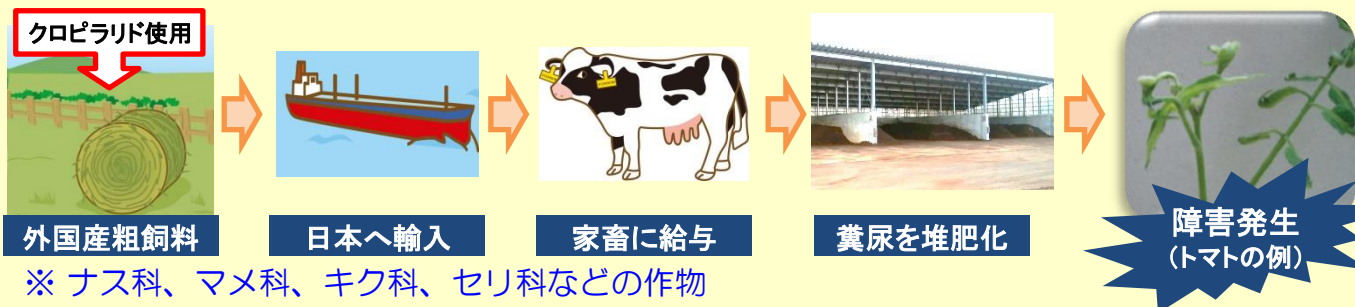 クロピラリド使用
外国産粗飼料
日本へ輸入
家畜に給与
糞尿を堆肥化
障害発生
（トマトの例）
※ ナス科、マメ科、キク科、セリ科などの作物